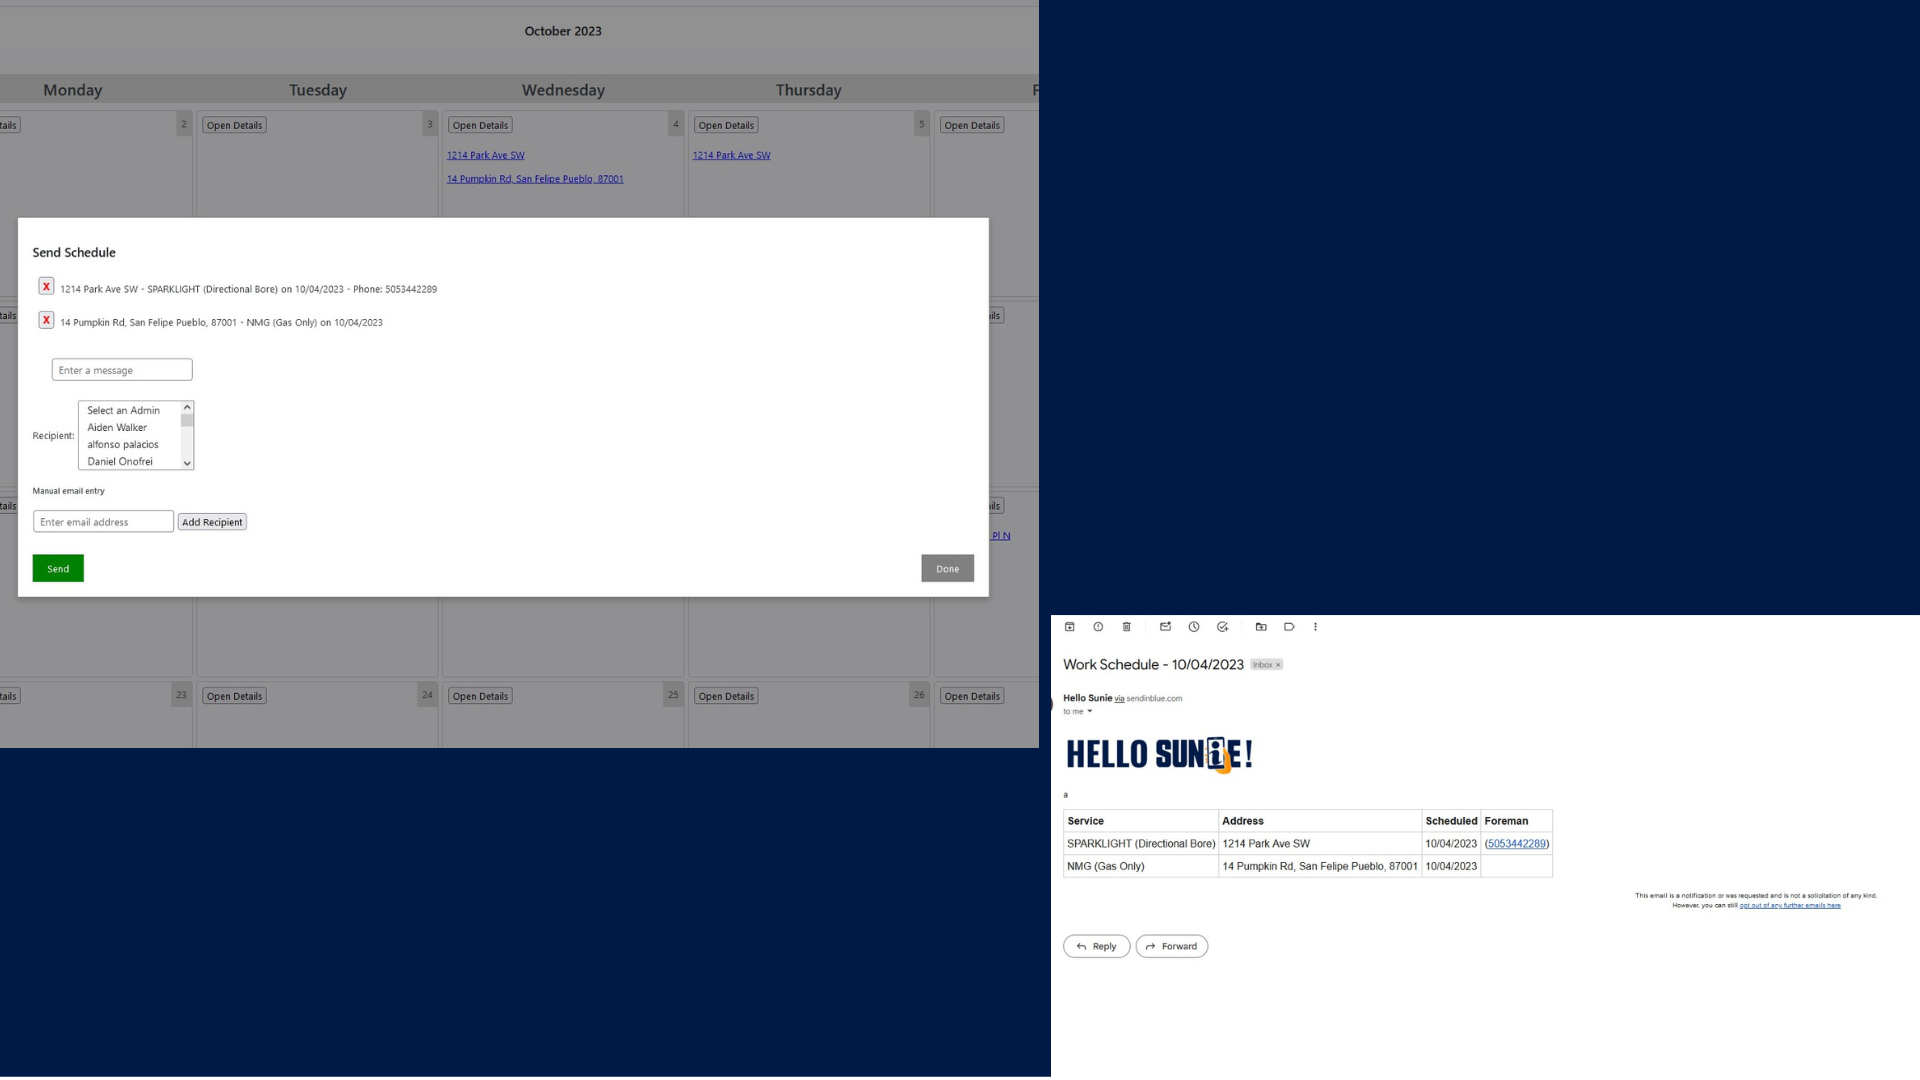 October 2023
Monday Tuesday Wednesday Thursday F
tails 2 Open Details 3 Open Details 4 Open Details 5 Open Details
1214 Park Ave SW 1214 Park Ave SW
14 Pumpkin Rd, San Felipe Pueblo, 87001
Send Schedule
X 1214 Park Ave SW - SPARKLIGHT (Directional Bore) on 10/04/2023 - Phone: 5053442289
tails ils
X 14 Pumpkin Rd, San Felipe Pueblo, 87001 - NMG (Gas Only) on 10/04/2023
Enter a message
Select an Admin
Aiden Walker
Recipient:
alfonso palacios
Daniel Onofrei
Manual email entry
tails ils
Enter email address Add Recipient
Pl N
Send Done
tails 23 Open Details 24 Open Details 25 Open Details 26 Open Details
Work Schedule - 10/04/2023 Inbox ×
Hello Sunie via sendinblue.com
to me
HELLO SUNiE!
a
Service Address Scheduled Foreman
SPARKLIGHT (Directional Bore) 1214 Park Ave SW 10/04/2023 (5053442289)
NMG (Gas Only) 14 Pumpkin Rd, San Felipe Pueblo, 87001 10/04/2023
This email is a notification or was requested and is not a solicitation of any kind.
However, you can still opt out of any further emails here
Reply Forward